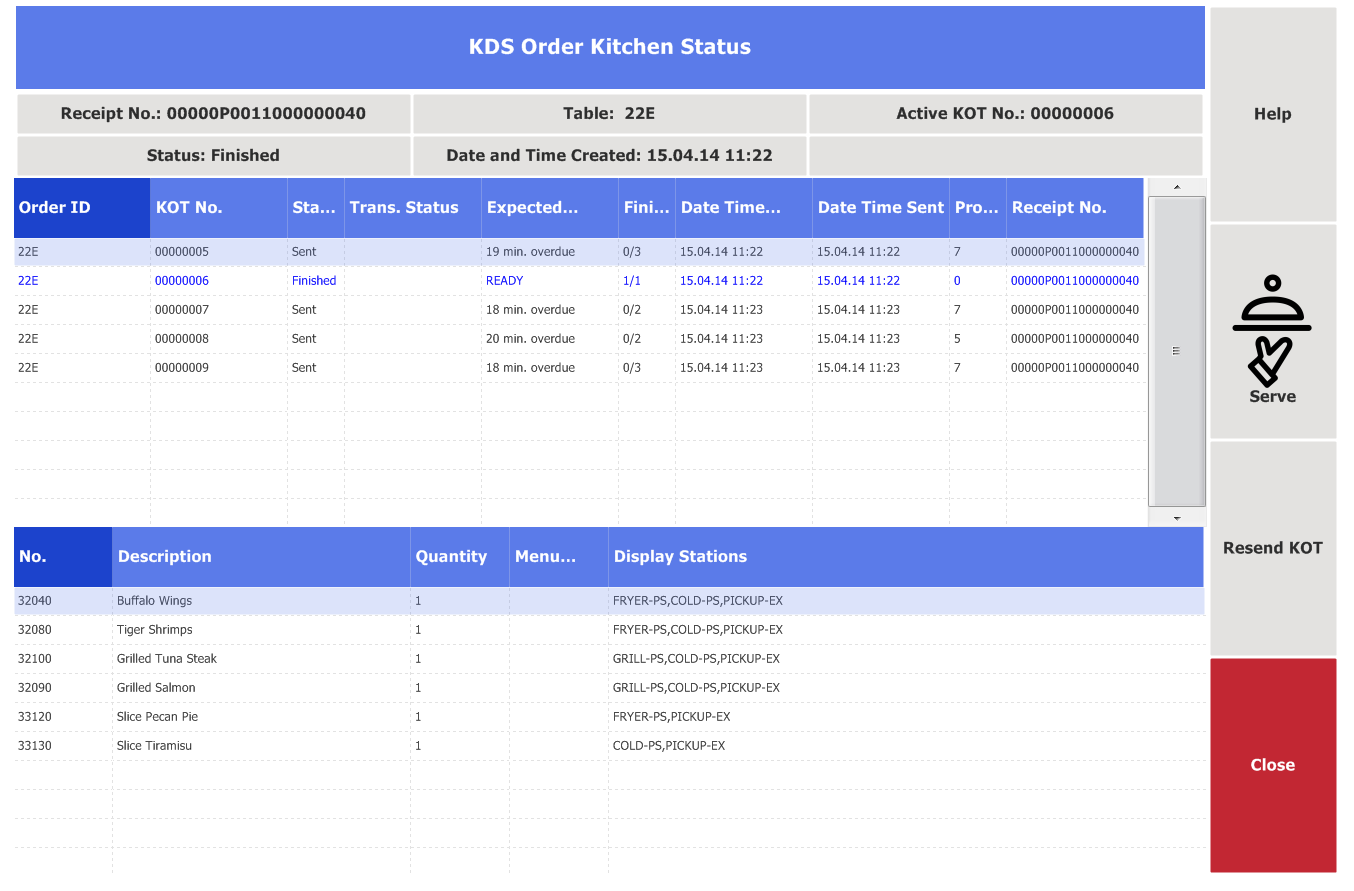 KDS Order Kitchen Status
Receipt No.: 00000P0011000000040 Table: 22E Active KOT No.: 00000006
Status: Finished Date and Time Created: 15.04.14 11:22
Order ID KOT No. Sta... Trans. Status Expected... Fini... Date Time... Date Time Sent Pro... Receipt No.
22E 00000005 Sent 19 min. overdue 0/3 15.04.14 11:22 15.04.14 11:22 7 00000P0011000000040
22E 00000006 Finished READY 1/1 15.04.14 11:22 15.04.14 11:22 0 00000P0011000000040
22E 00000007 Sent 18 min. overdue 0/2 15.04.14 11:23 15.04.14 11:23 7 00000P0011000000040
22E 00000008 Sent 20 min. overdue 0/2 15.04.14 11:23 15.04.14 11:23 5 00000P0011000000040
22E 00000009 Sent 18 min. overdue 0/3 15.04.14 11:23 15.04.14 11:23 7 00000P0011000000040
No. Description Quantity Menu... Display Stations
32040 Buffalo Wings 1 FRYER-PS,COLD-PS,PICKUP-EX
32080 Tiger Shrimps 1 FRYER-PS,COLD-PS,PICKUP-EX
32100 Grilled Tuna Steak 1 GRILL-PS,COLD-PS,PICKUP-EX
32090 Grilled Salmon 1 GRILL-PS,COLD-PS,PICKUP-EX
33120 Slice Pecan Pie 1 FRYER-PS,PICKUP-EX
33130 Slice Tiramisu 1 COLD-PS,PICKUP-EX
Help
Serve
Resend KOT
Close